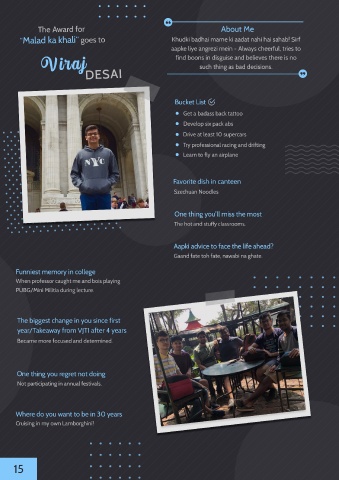 The Award for
"Malad ka khali" goes to
Viraj
DESAI
About Me
Khudki badhai marne ki aadat nahi hai sahab! Sirf
aapke liye angrezi mein - Always cheerful, tries to
find boons in disguise and believes there is no
such thing as bad decisions.
NYC
Bucket List
Get a badass back tattoo
Develop six pack abs
Drive at least 10 supercars
Try professional racing and drifting
Learn to fly an airplane
Favorite dish in canteen
Szechuan Noodles
One thing you'll miss the most
The hot and stuffy classrooms.
Aapki advice to face the life ahead?
Gaand fate toh fate, nawabi na ghate.
Funniest memory in college
When professor caught me and bois playing
PUBG/Mini Militia during lecture
The biggest change in you since first
year/Takeaway from VJTI after 4 years
Became more focused and determined
One thing you regret not doing
Not participating in annual festivals.
Where do you want to be in 30 years
Cruising in my own Lamborghini!
15